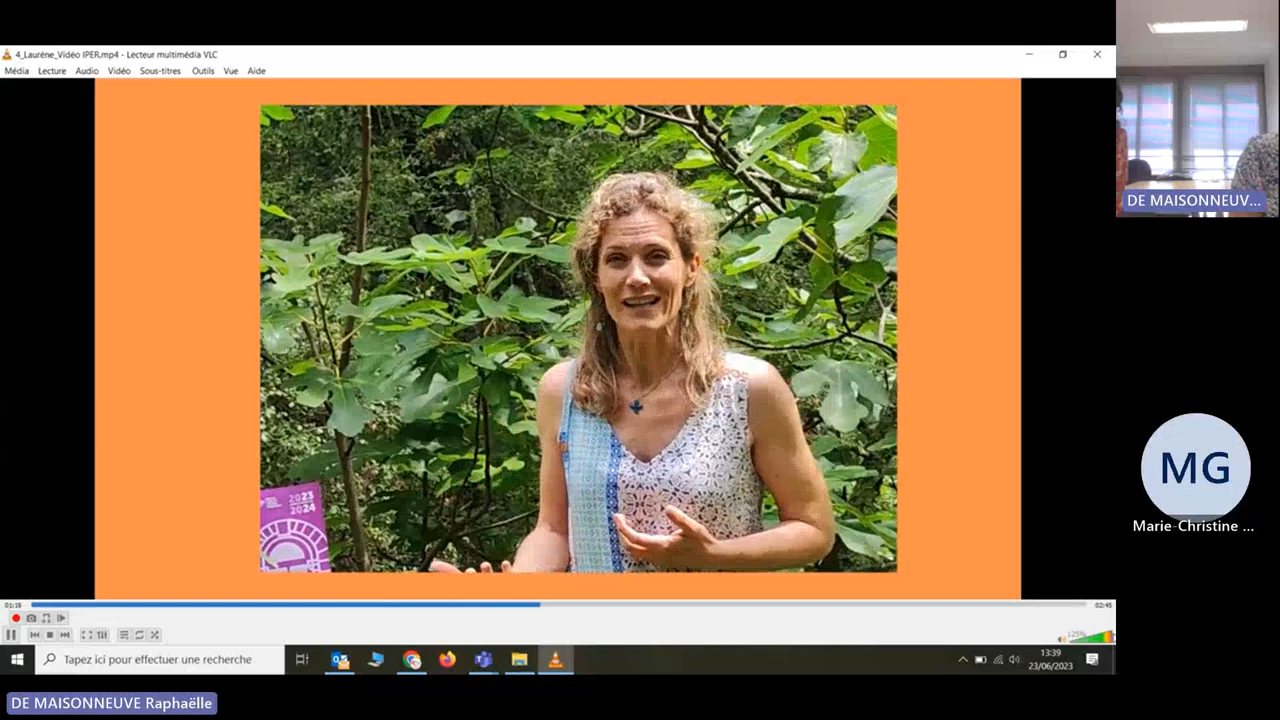 4_Laurène_Vidéo IPER.mp4 - Lecteur multimédia VLC
Média Lecture Audio Vidéo Sous-titres Outils Vue Aide
DE MAISONNEUV...
2023
2024
MG
Marie-Christine ...
01:19
02:45
125%
Tapez ici pour effectuer une recherche
13:39
23/06/2023
DE MAISONNEUVE Raphaëlle